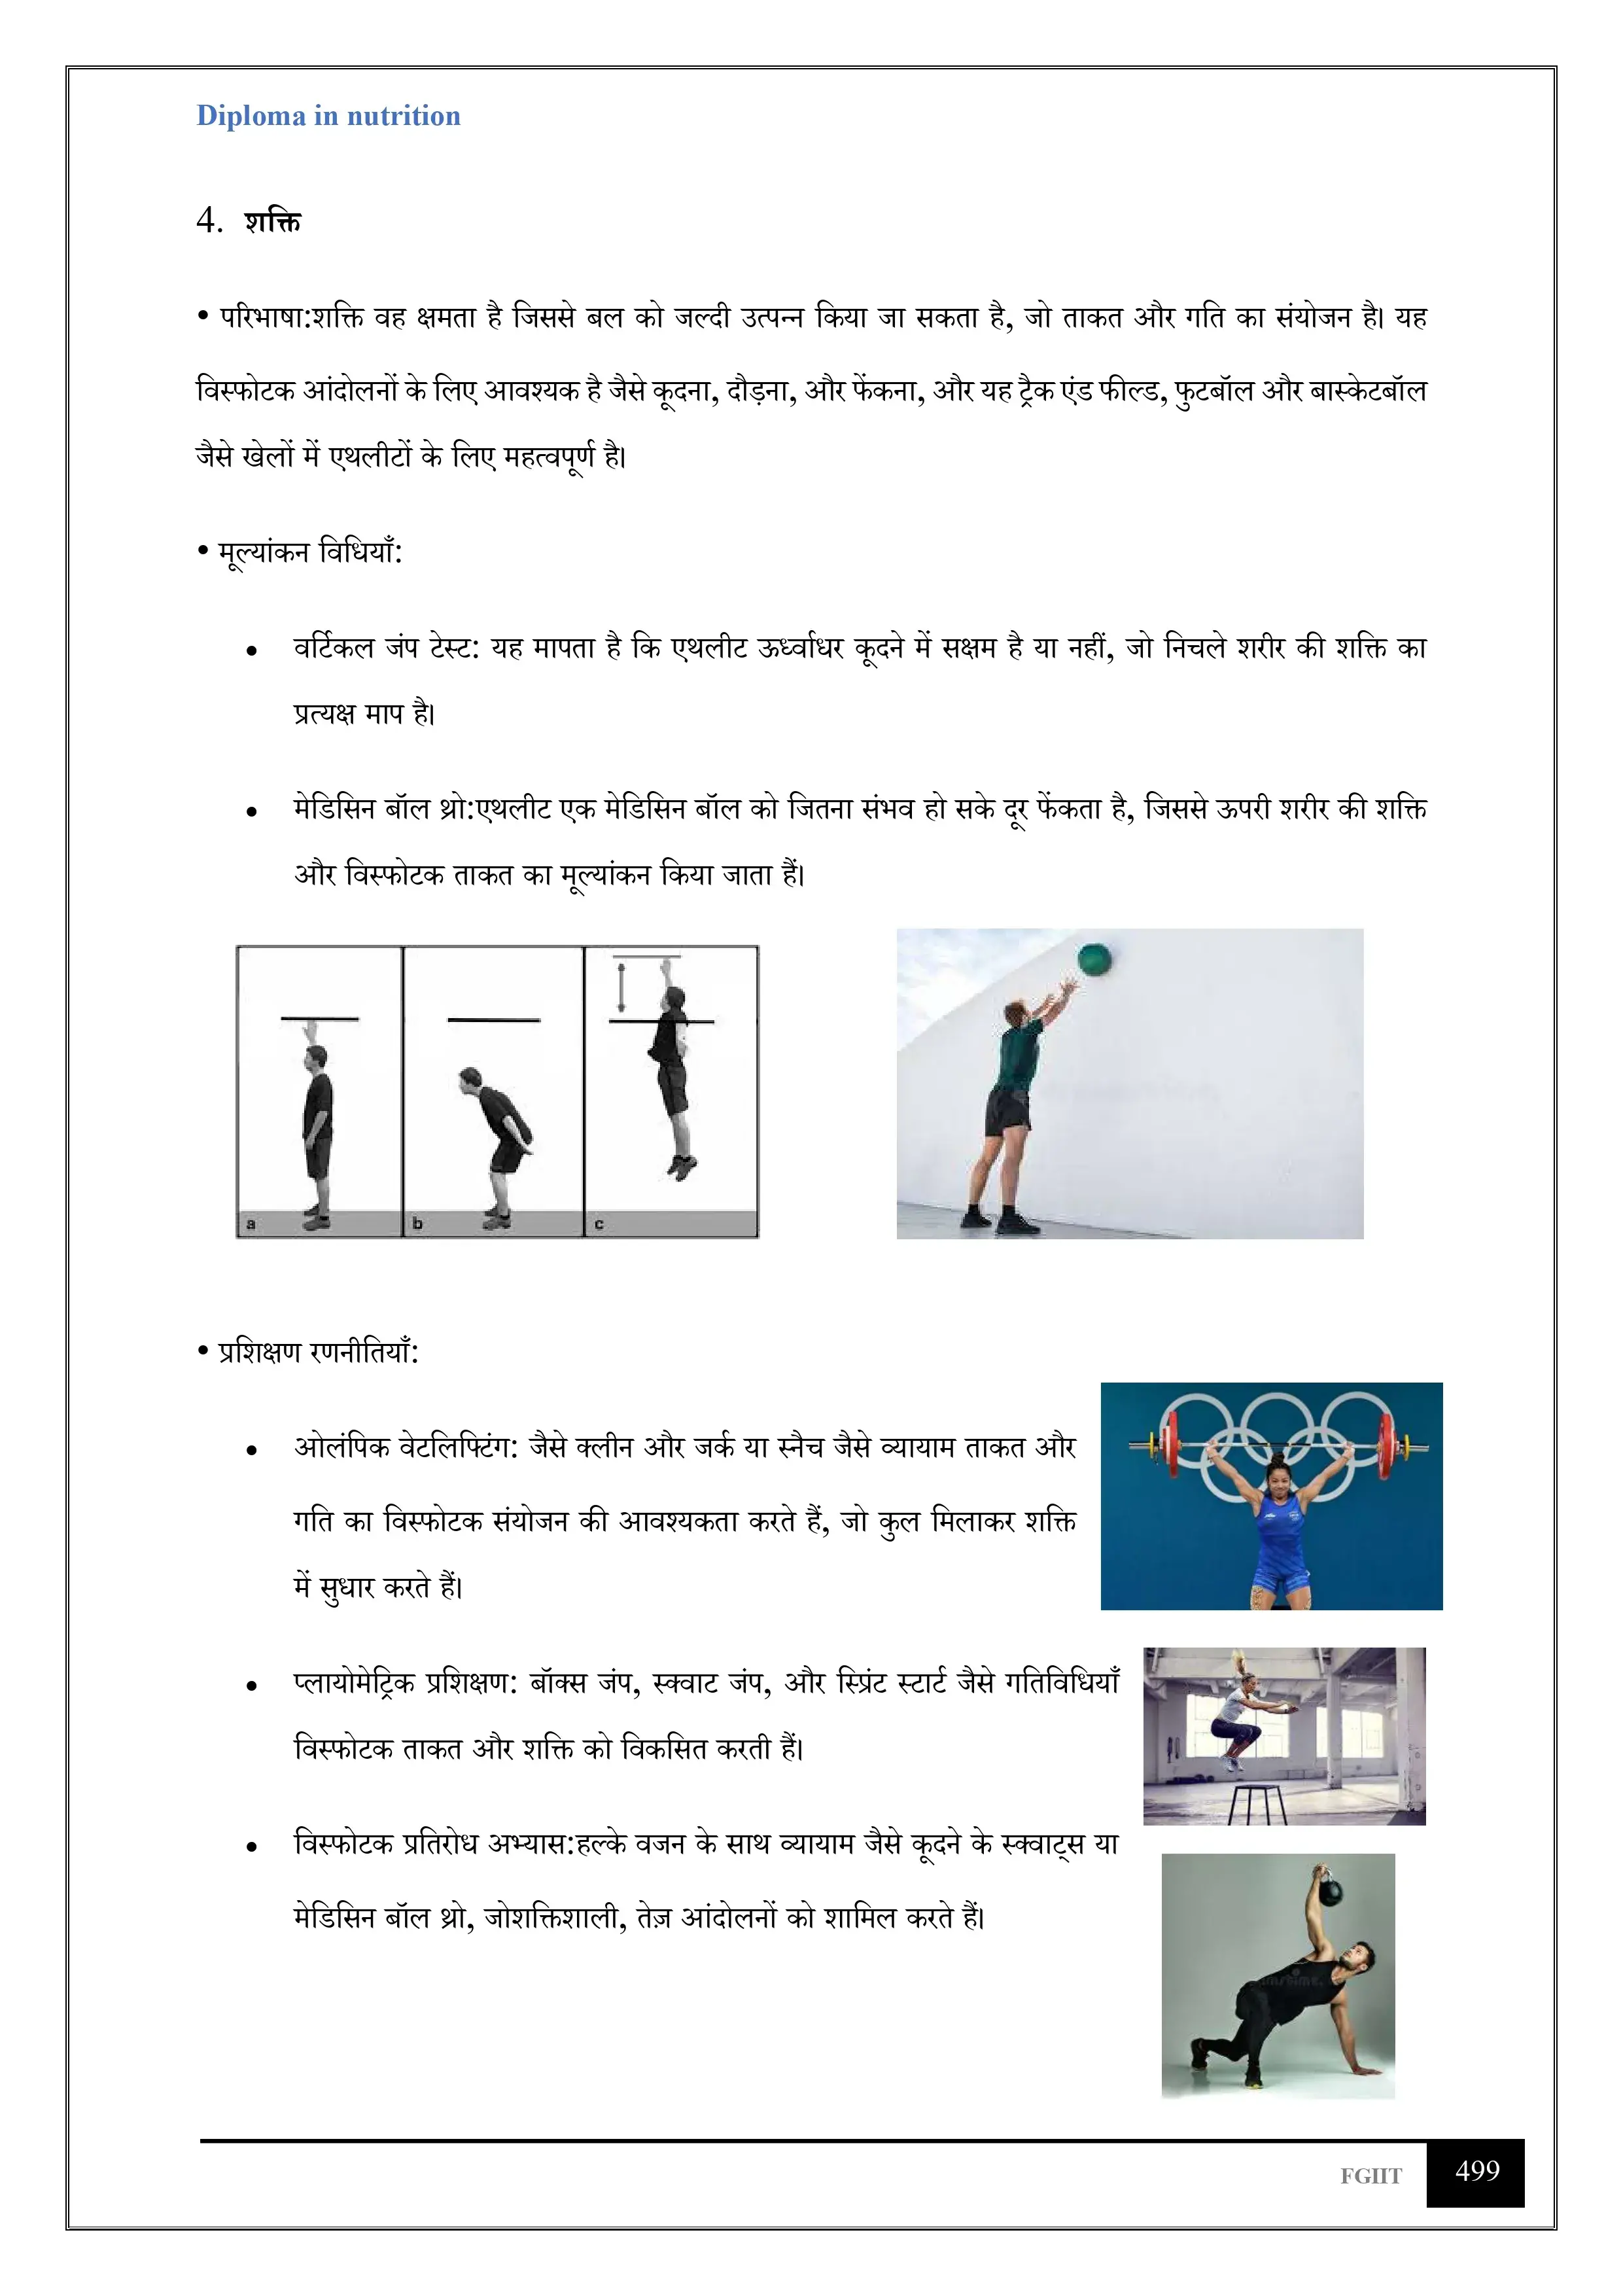 Diploma in nutrition
4. शक्ति
• परिभाषा:शक्ति वह क्षमता है जिससे बल को जल्दी उत्पन्न किया जा सकता है, जो ताकत और गति का संयोजन है। यह
विस्फोटक आंदोलनों के लिए आवश्यक है जैसे कूदना, दौड़ना, और फेंकना, और यह ट्रैक एंड फील्ड, फुटबॉल और बास्केटबॉल
जैसे खेलों में एथलीटों के लिए महत्वपूर्ण है।
• मूल्यांकन विधियाँ:
• वर्टिकल जंप टेस्ट: यह मापता है कि एथलीट ऊर्ध्वाधर कूदने में सक्षम है या नहीं, जो निचले शरीर की शक्ति का
प्रत्यक्ष माप है।
• मेडिसिन बॉल थ्रो:एथलीट एक मेडिसिन बॉल को जितना संभव हो सके दूर फेंकता है, जिससे ऊपरी शरीर की शक्ति
और विस्फोटक ताकत का मूल्यांकन किया जाता हैं।
a b c
• प्रशिक्षण रणनीतियाँ:
• ओलंपिक वेटलिफ्टिंग: जैसे क्लीन और जर्क या स्नैच जैसे व्यायाम ताकत और
गति का विस्फोटक संयोजन की आवश्यकता करते हैं, जो कुल मिलाकर शक्ति
में सुधार करते हैं।
• प्लायोमेट्रिक प्रशिक्षण: बॉक्स जंप, स्क्वाट जंप, और स्प्रिंट स्टार्ट जैसे गतिविधियाँ
विस्फोटक ताकत और शक्ति को विकसित करती हैं।
• विस्फोटक प्रतिरोध अभ्यास:हल्के वजन के साथ व्यायाम जैसे कूदने के स्क्वाट्स या
मेडिसिन बॉल थ्रो, जोशक्तिशाली, तेज़ आंदोलनों को शामिल करते हैं।
FGIIT 499